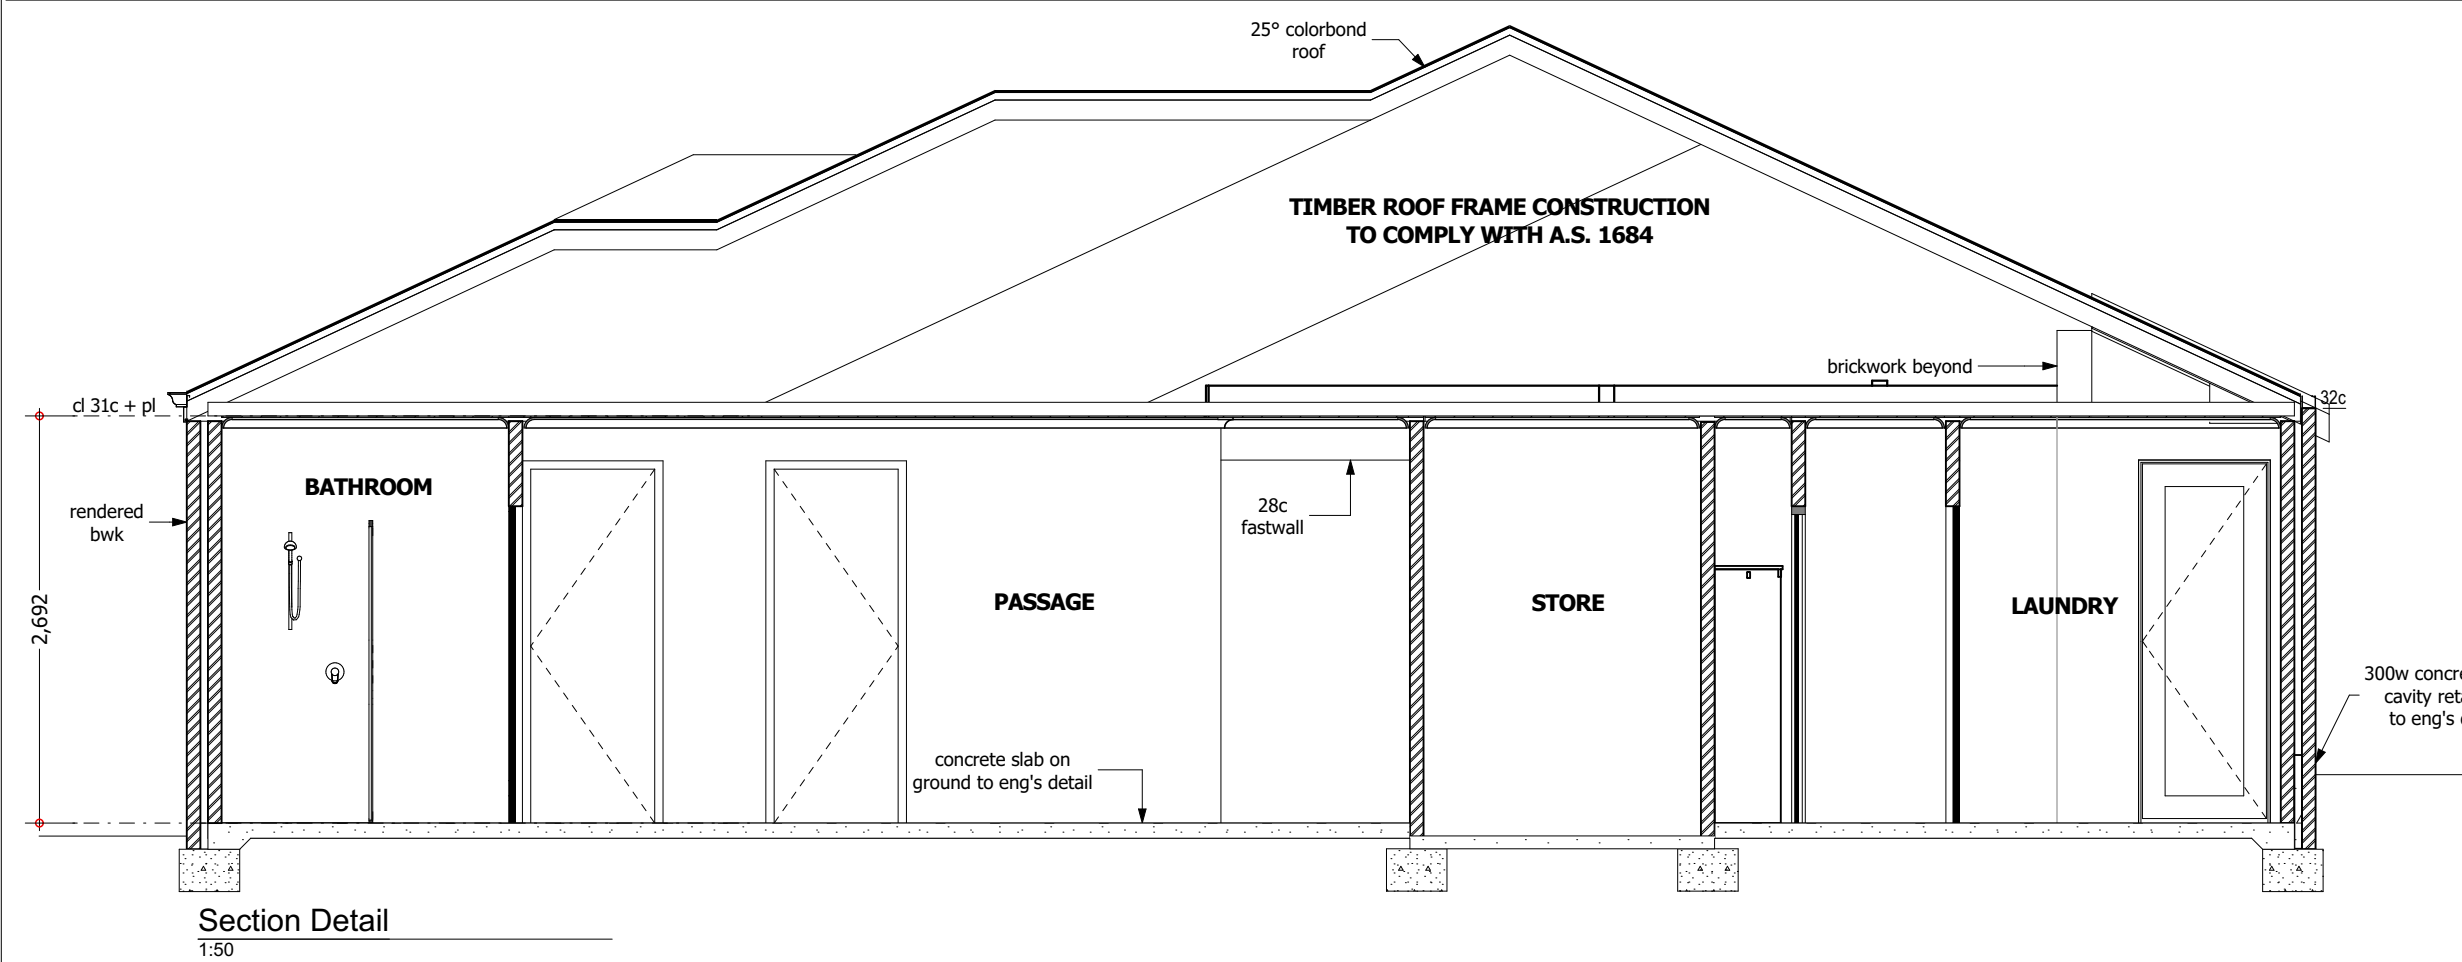 25° colorbond
roof
TIMBER ROOF FRAME CONSTRUCTION
TO COMPLY WITH A.S. 1684
brickwork beyond
cl 31c + pl
32c
BATHROOM
rendered
bwk
28c
fastwall
2,692
PASSAGE
STORE
LAUNDRY
300w
cavity
to eng's
concrete slab on
ground to eng's detail
Section Detail
1:50